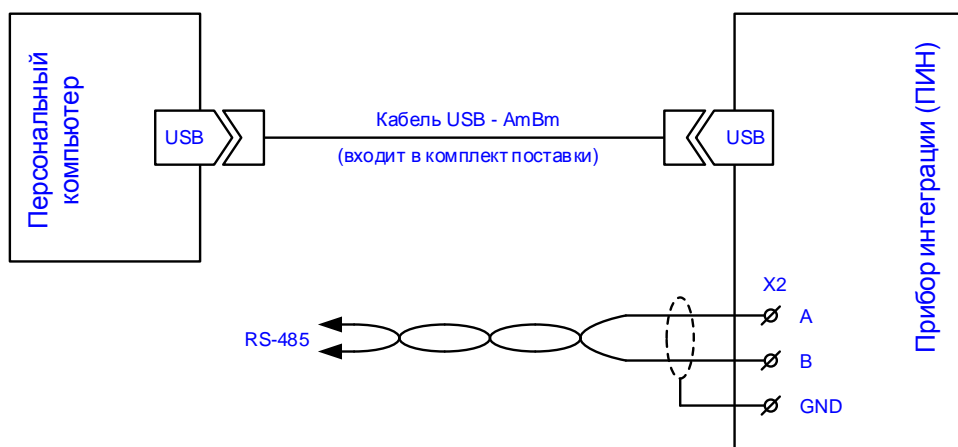 Персональный
компьютер
USB
Кабель USB - AmBm
(входит в комплект поставки)
USB
Прибор интеграции (ПИН)
X2
A
RS-485
B
GND